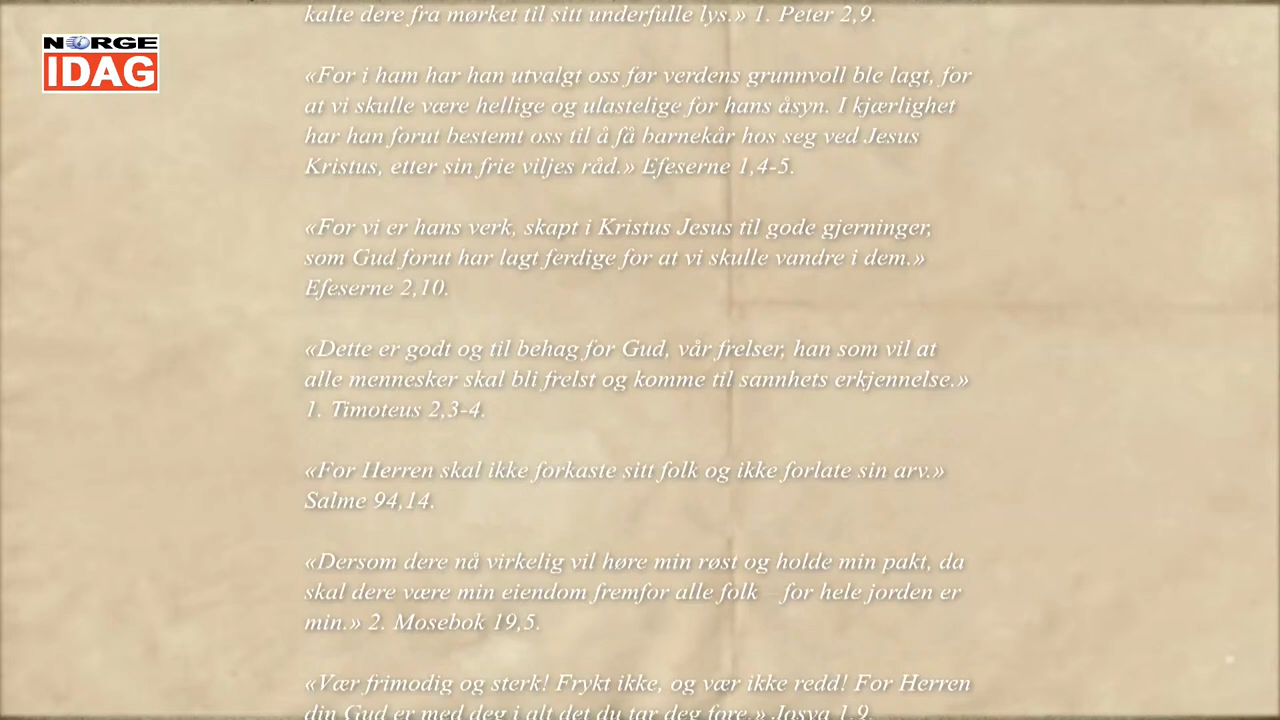 kalte dere fra mørket til sitt underfulle lys.» 1. Peter 2,9.
NORGE
IDAG
«For i ham har han utvalgt oss før verdens grunnvoll ble lagt, for
at vi skulle være hellige og ulastelige for hans åsyn. I kjærlighet
har han forut bestemt oss til å få barnekår hos seg ved Jesus
Kristus, etter sin frie viljes råd.» Efeserne 1,4-5.
«For vi er hans verk, skapt i Kristus Jesus til gode gjerninger,
som Gud forut har lagt ferdige for at vi skulle vandre i dem.»
Efeserne 2,10.
«Dette er godt og til behag for Gud, vår frelser, han som vil at
alle mennesker skal bli frelst og komme til sannhets erkjennelse.»
1. Timoteus 2,3-4.
«For Herren skal ikke forkaste sitt folk og ikke forlate sin arv.»
Salme 94,14.
«Dersom dere nå virkelig vil høre min røst og holde min pakt, da
skal dere være min eiendom fremfor alle folk – for hele jorden er
min.» 2. Mosebok 19,5.
«Vær frimodig og sterk! Frykt ikke, og vær ikke redd! For Herren
din Gud er med deg i alt det du tar deg fore.» Josva 1,9.